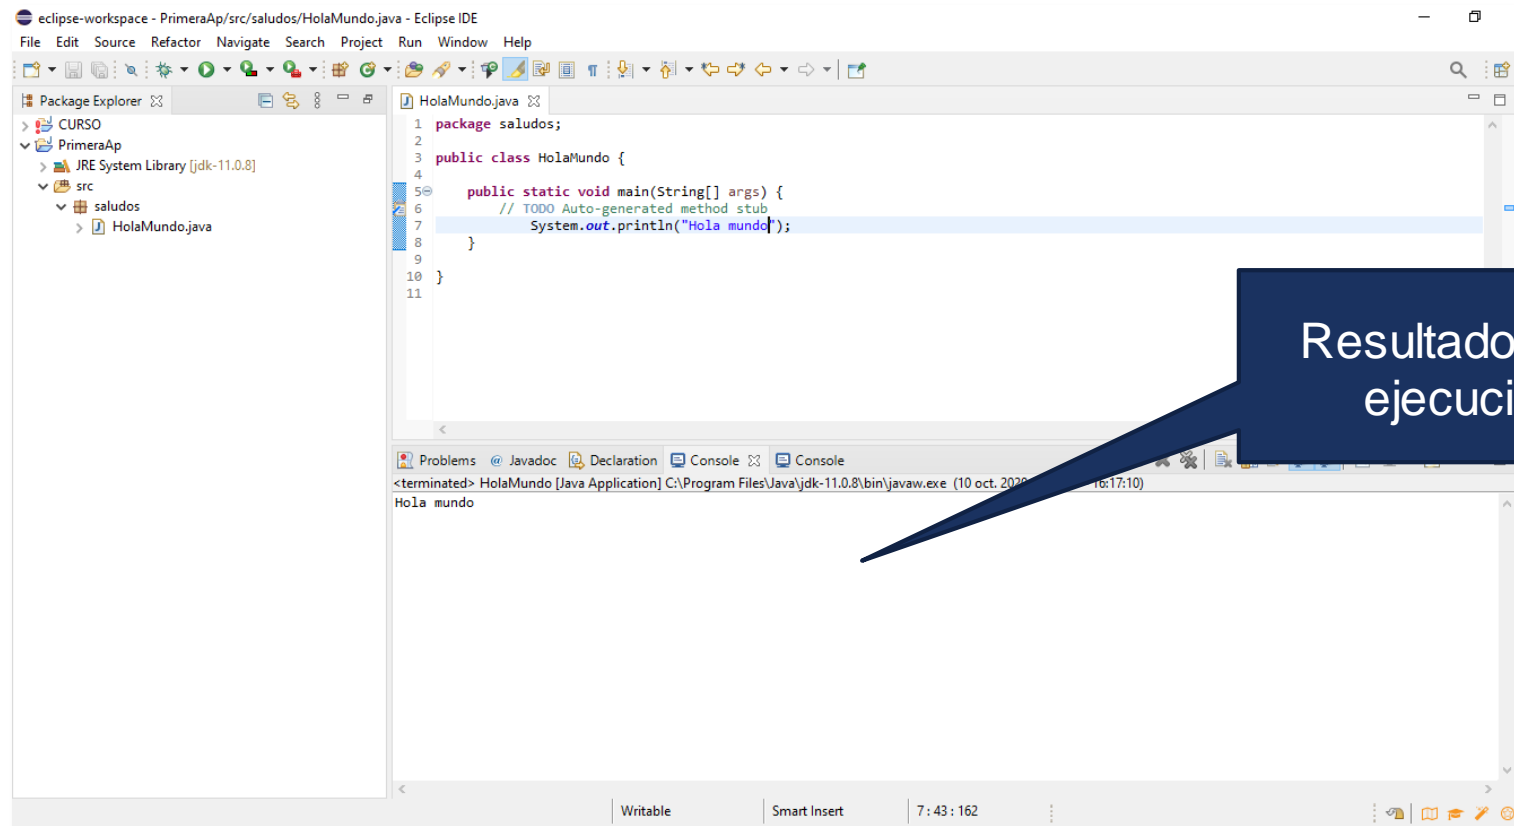 eclipse-workspace - PrimeraAp/src/saludos/HolaMundo.java - Eclipse IDE
File Edit Source Refactor Navigate Search Project Run Window Help
Package Explorer
CURSO
PrimeraAp
JRE System Library [jdk-11.0.8]
src
saludos
HolaMundo.java
HolaMundo.java
1 package saludos;
2
3 public class HolaMundo {
4
5 public static void main(String[] args) {
6 // TODO Auto-generated method stub
7 System.out.println("Hola mundo");
8 }
9
10 }
11
Resultado
ejecuci
Problems @ Javadoc Declaration Console Console
<terminated> HolaMundo [Java Application] C:\Program Files\Java\jdk-11.0.8\bin\javaw.exe (10 oct. 16:17:10)
Hola mundo
Writable Smart Insert 7 : 43 : 162